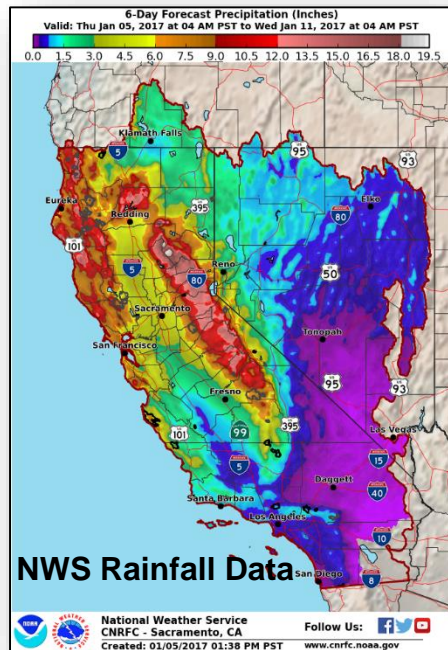 6-Day Forecast Precipitation (Inches)
Valid: Thu Jan 05, 2017 at 04 AM PST to Wed Jan 11, 2017 at 04 AM PST
0.0 1.5 3.0 4.5 6.0 7.5 9.0 12.0 15.0 18.0 19.5
Klamath Falls
5
95
93
Eureka
Redding
395
Elko
80
101
5
Reno
80
50
Sacramento
San Francisco
Tonopah
95
93
Fresno
101
99
395
Las Vegas
5
15
Daggett
40
Santa Barbara
Los Angeles
10
San Diego
8
NWS Rainfall Data
NOAA
National Weather Service
CNRFC - Sacramento, CA
Created: 01/05/2017 01:38 PM PST
Follow Us:
www.cnrfc.noaa.gov